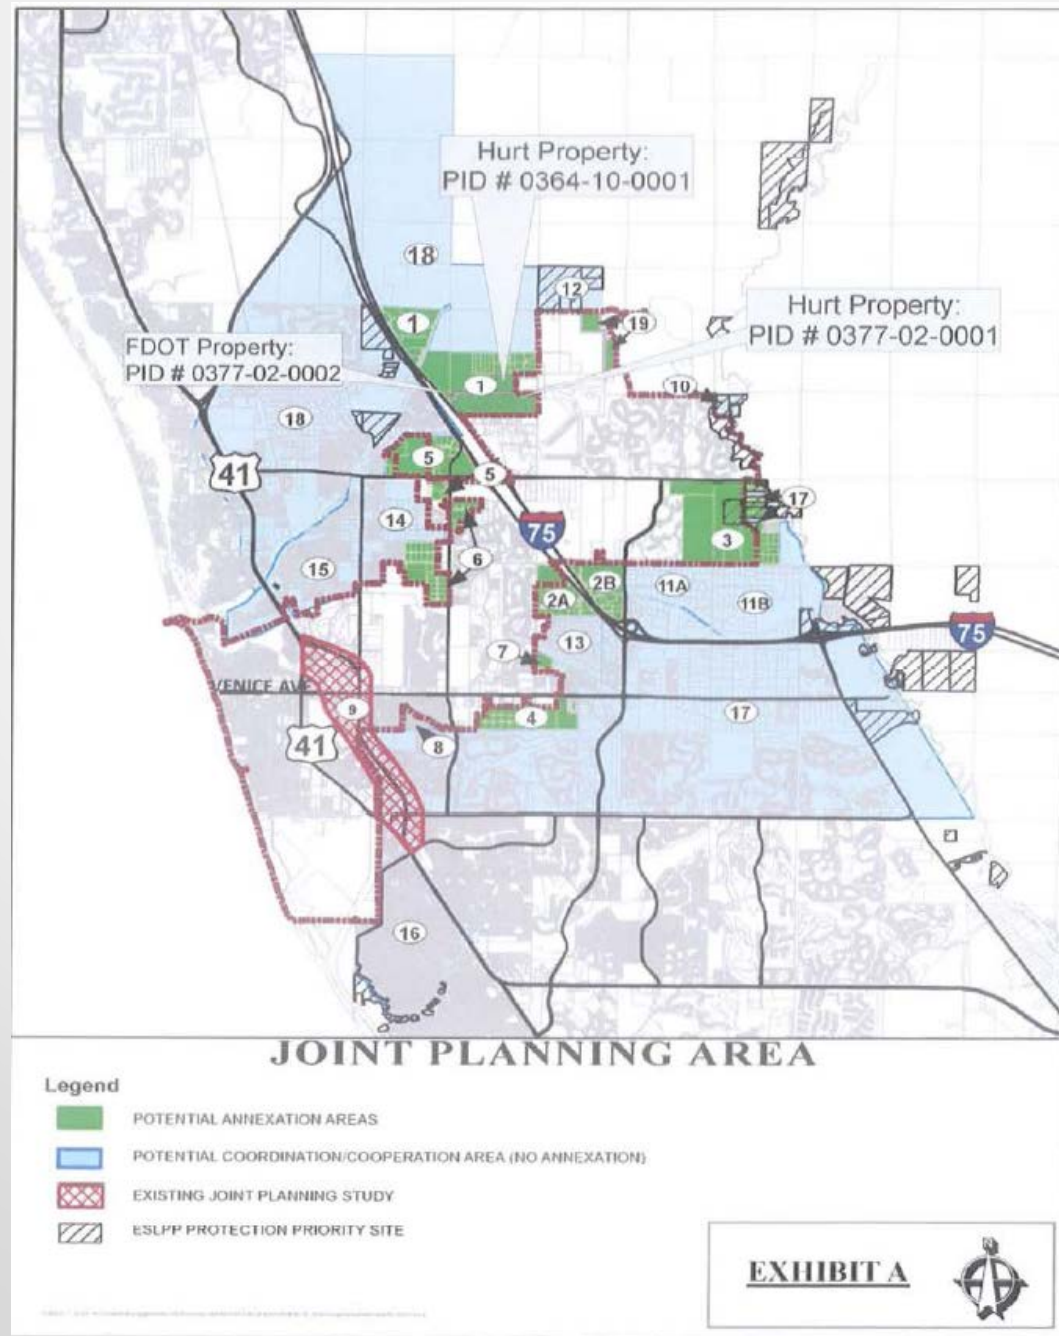 Hurt Property:
PID # 0364-10-0001
18
12
1
19
Hurt Property:
PID # 0377-02-0001
FDOT Property:
PID # 0377-02-0002
1
10
18
5
41
5
17
14
75
3
6
15
2B
11A
2A
11B
75
13
7
VENICE AVE
9
4
17
41
8
16
JOINT PLANNING AREA
Legend
POTENTIAL ANNEXATION AREAS
POTENTIAL COORDINATION/COOPERATION AREA (NO ANNEXATION)
EXISTING JOINT PLANNING STUDY
ESLPP PROTECTION PRIORITY SITE
EXHIBIT A
N